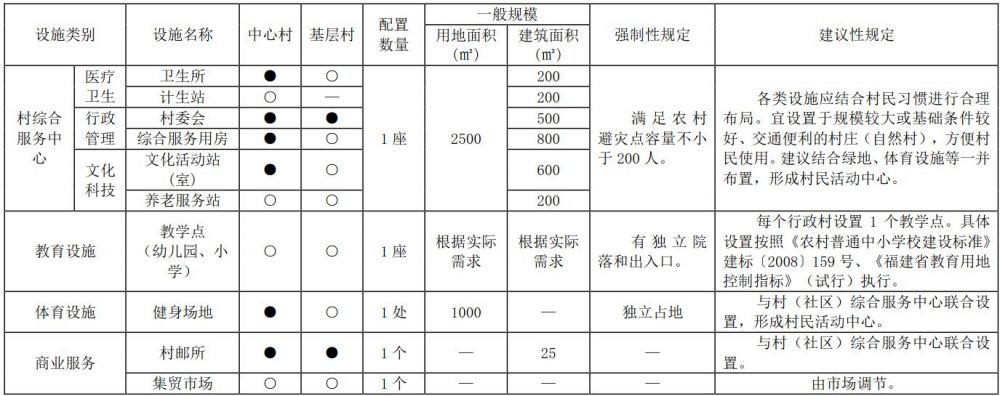 设施类别 设施名称 中心村 基层村 配置数量 一般规模 强制性规定 建议性规定
用地面积（㎡） 建筑面积（㎡）
村综合服务中心 医疗卫生 卫生所 ● ○ 1 座 2500 200 满足农村避灾点容量不小于 200 人。 各类设施应结合村民习惯进行合理布局。宜设置于规模较大或基础条件较好、交通便利的村庄（自然村），方便村民使用。建议结合绿地、体育设施等一并布置，形成村民活动中心。
计生站 ○ — 200
行政管理 村委会 ● ● 500
综合服务用房 ● ○ 800
文化科技 文化活动站（室） ● ○ 600
养老服务站 ○ ○ 200
教育设施 教学点（幼儿园、小学） ○ ○ 1 座 根据实际需求 根据实际需求 有独立院落和出入口。 每个行政村设置 1 个教学点。具体设置按照《农村普通中小学校建设标准》建标〔2008〕159 号、《福建省教育用地控制指标》（试行）执行。
体育设施 健身场地 ● ○ 1 处 1000 — 独立占地 与村（社区）综合服务中心联合设置，形成村民活动中心。
商业服务 村邮所 ● ● 1 个 — 25 — 与村（社区）综合服务中心联合设置。
集贸市场 ○ ○ 1 个 — — — 由市场调节。